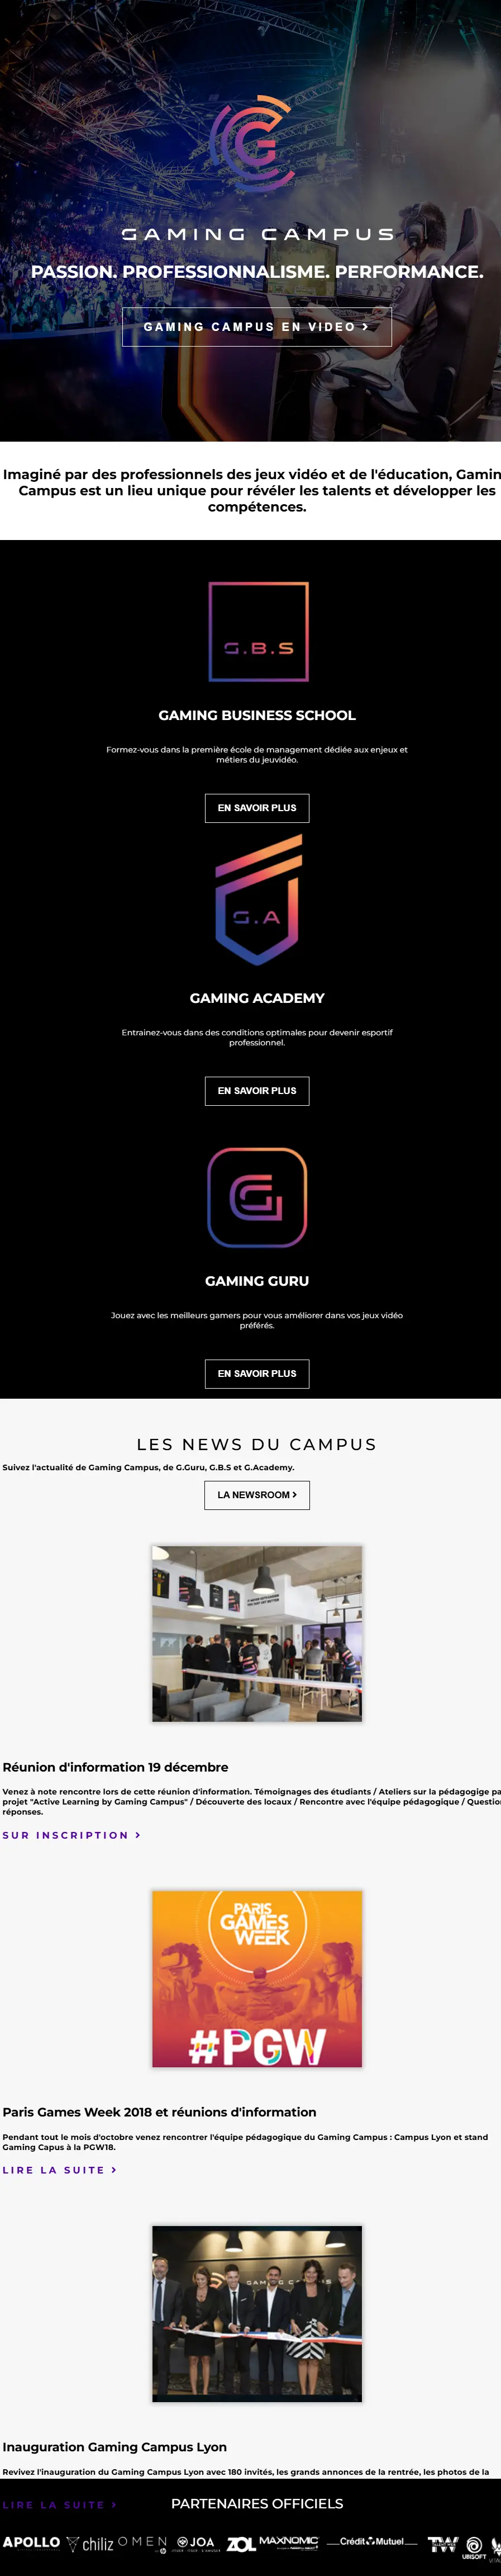 GAMING CAMPUS
PASSION. PROFESSIONNALISME. PERFORMANCE.
GAMING CAMPUS EN VIDEO >
Imaginé par des professionnels des jeux vidéo et de l'éducation, Gamin
Campus est un lieu unique pour révéler les talents et développer les
compétences.
G.B.S
GAMING BUSINESS SCHOOL
Formez-vous dans la première école de management dédiée aux enjeux et
métiers du jeuvidéo.
EN SAVOIR PLUS
G.A
GAMING ACADEMY
Entrainez-vous dans des conditions optimales pour devenir esportif
professionnel.
EN SAVOIR PLUS
G
GAMING GURU
Jouez avec les meilleurs gamers pour vous améliorer dans vos jeux vidéo
préférés.
EN SAVOIR PLUS
LES NEWS DU CAMPUS
Suivez l'actualité de Gaming Campus, de G.Guru, G.B.S et G.Academy.
LA NEWSROOM >
Réunion d'information 19 décembre
Venez à note rencontre lors de cette réunion d'information. Témoignages des étudiants / Ateliers sur la pédagogige pa
projet "Active Learning by Gaming Campus" / Découverte des locaux / Rencontre avec l'équipe pédagogique / Questio
réponses.
SUR INSCRIPTION >
PARIS
GAMES
WEEK
#PGW
Paris Games Week 2018 et réunions d'information
Pendant tout le mois d'octobre venez rencontrer l'équipe pédagogique du Gaming Campus : Campus Lyon et stand
Gaming Capus à la PGW18.
LIRE LA SUITE >
GAMING
Inauguration Gaming Campus Lyon
Revivez l'inauguration du Gaming Campus Lyon avec 180 invités, les grands annonces de la rentrée, les photos de la
LIRE LA SUITE >
PARTENAIRES OFFICIELS
APOLLO chiliz OMEN JOA ZOL MAXNOMIC Crédit Mutuel TW UBISOFT